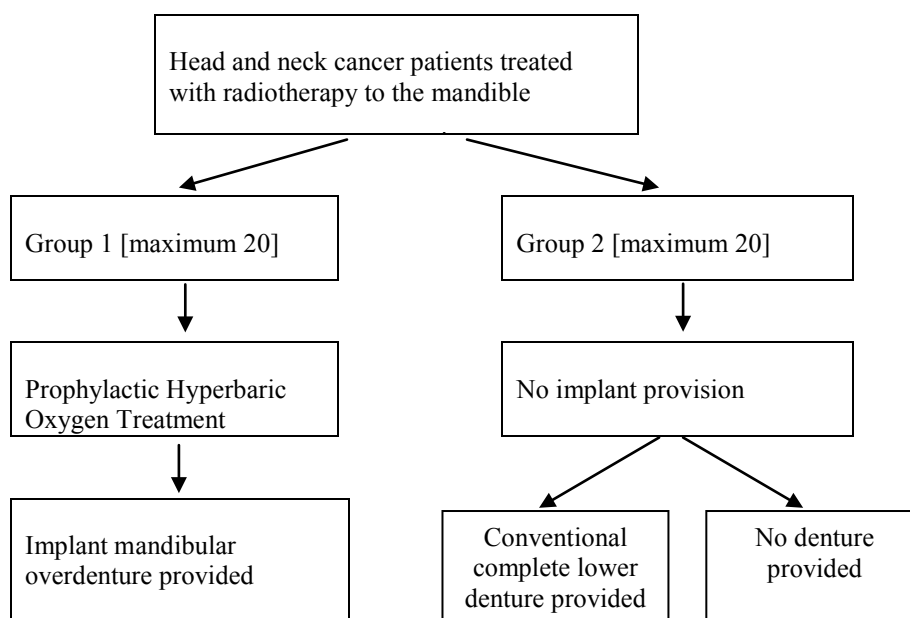 Head and neck cancer patients treated
with radiotherapy to the mandible
Group 1 [maximum 20]
Group 2 [maximum 20]
Prophylactic Hyperbaric
Oxygen Treatment
No implant provision
Implant mandibular
overdenture provided
Conventional
complete lower
denture provided
No denture
provided